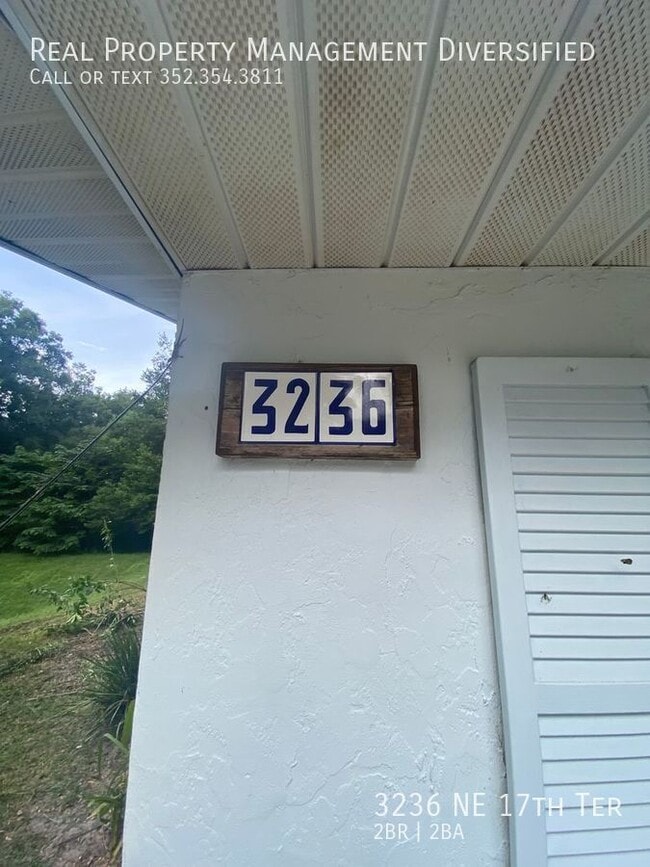 Real Property Management Diversified
Call or text 352.354.3811
3236
3236 NE 17th Ter
2BR | 2BA